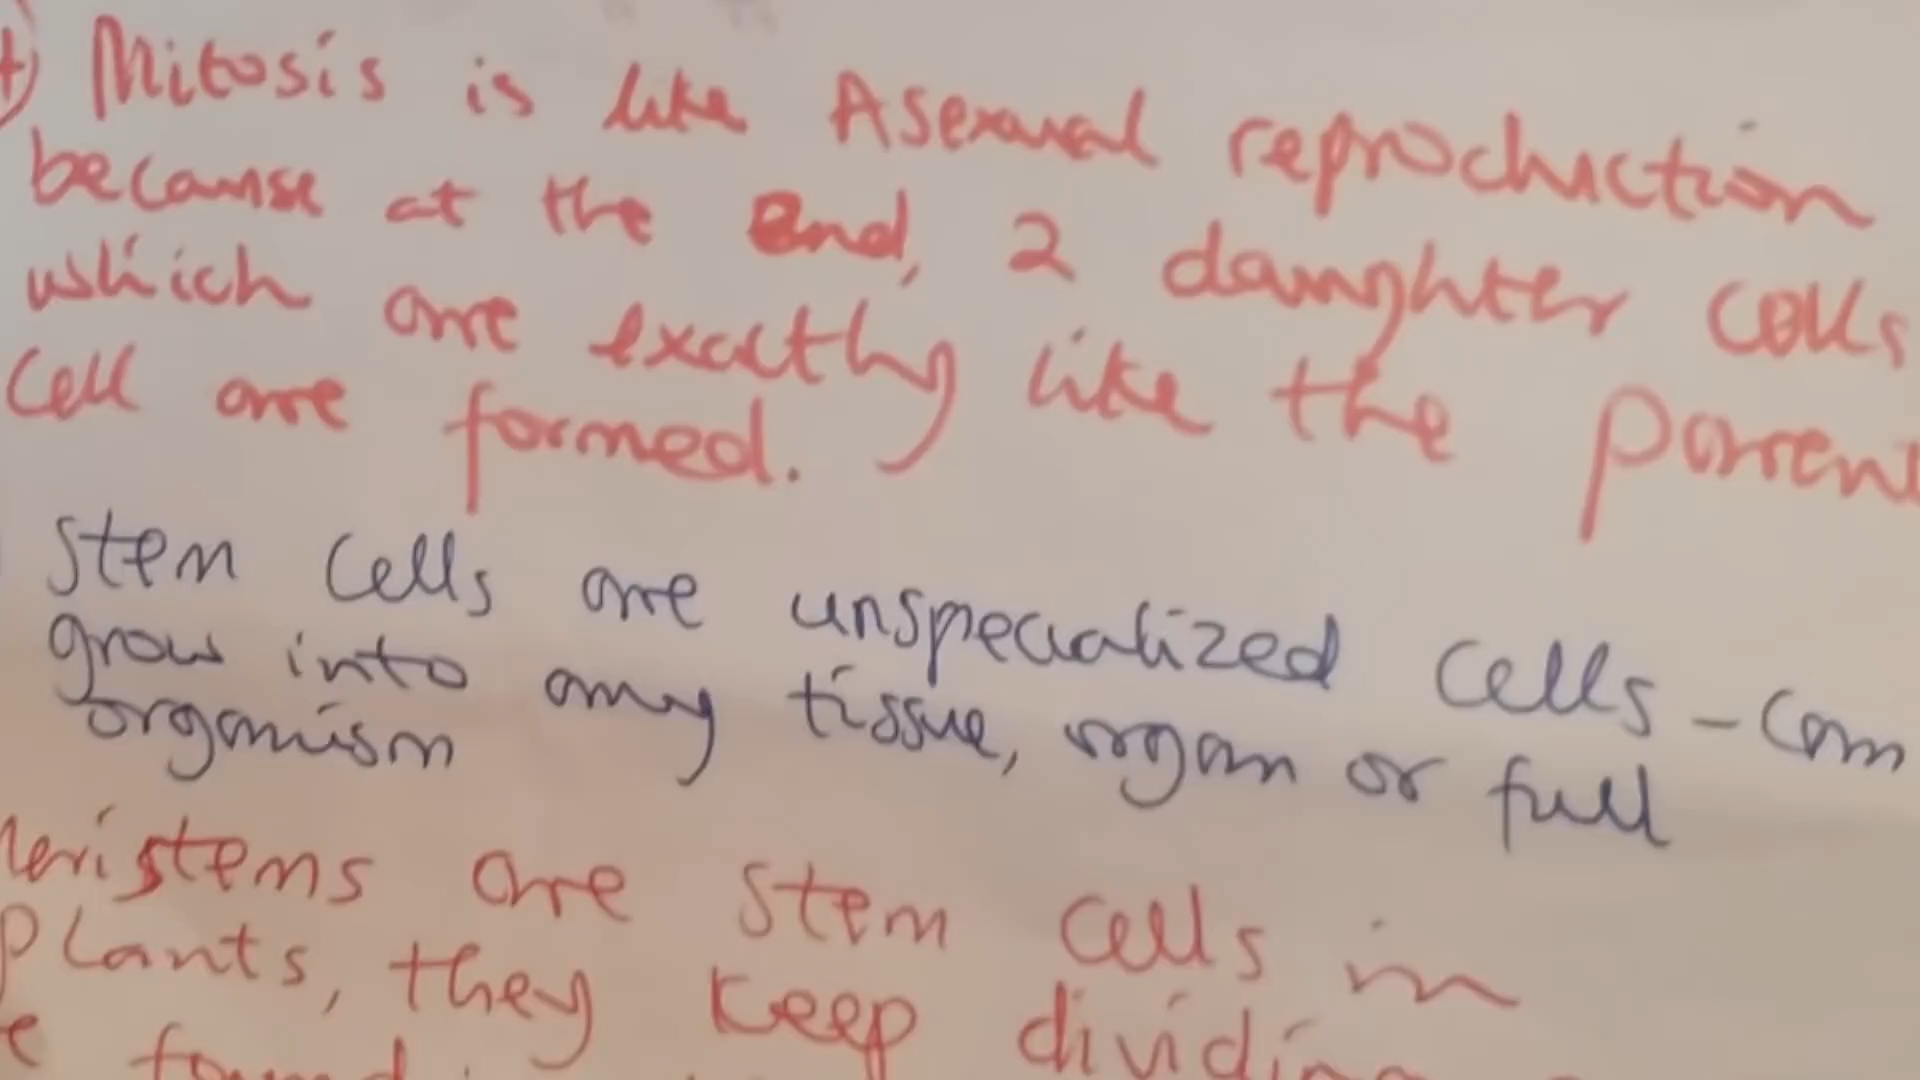 Mitosis is like Asexual reproduction
because at the end, 2 daughter cells
which are exactly like the Parent
Cell are formed.
Stem Cells are unspecialized Cells - Can
grow into any tissue, organ or full
organism
Meristems are Stem Cells in
Plants, they keep dividing